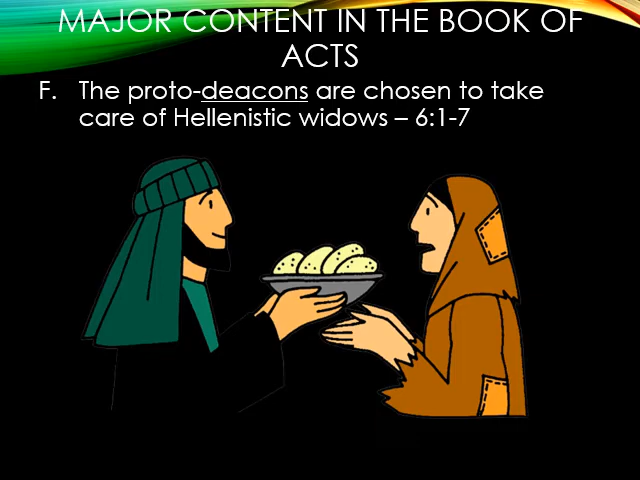 MAJOR CONTENT IN THE BOOK OF
ACTS
F. The proto-deacons are chosen to take
care of Hellenistic widows – 6:1-7